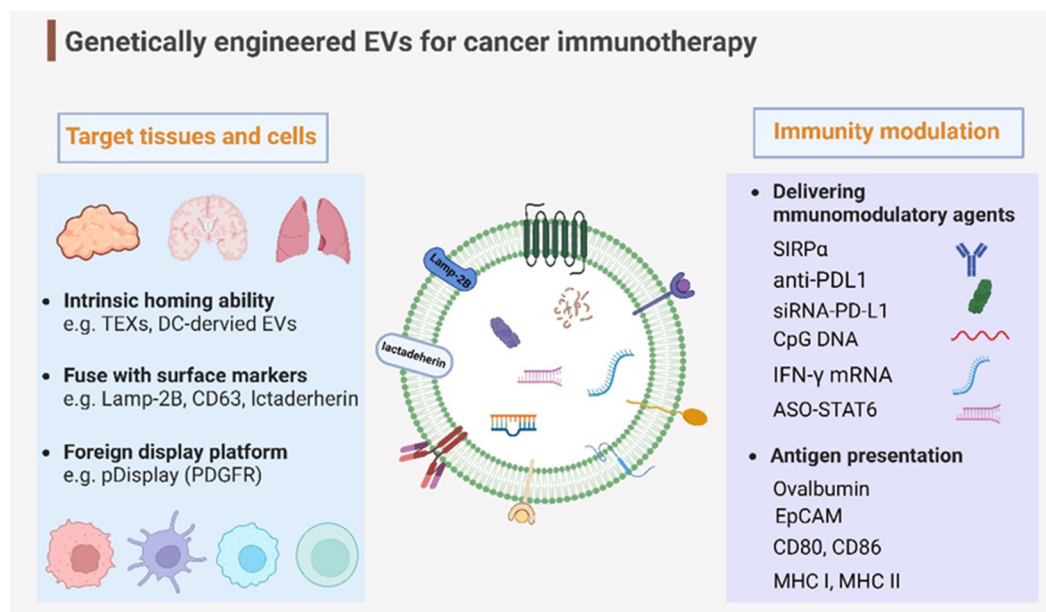 Genetically engineered EVs for cancer immunotherapy
Target tissues and cells
• Intrinsic homing ability
e.g. TEXs, DC-dervied EVs
• Fuse with surface markers
e.g. Lamp-2B, CD63, lctaderherin
• Foreign display platform
e.g. pDisplay (PDGFR)
Lamp-2B
lactadeherin
Immunity modulation
• Delivering
mmunomodulatory agents
SIRPα
anti-PDL1
siRNA-PD-L1
CpG DNA
IFN-γ mRNA
ASO-STAT6
• Antigen presentation
Ovalbumin
EpCAM
CD80, CD86
MHC I, MHC II